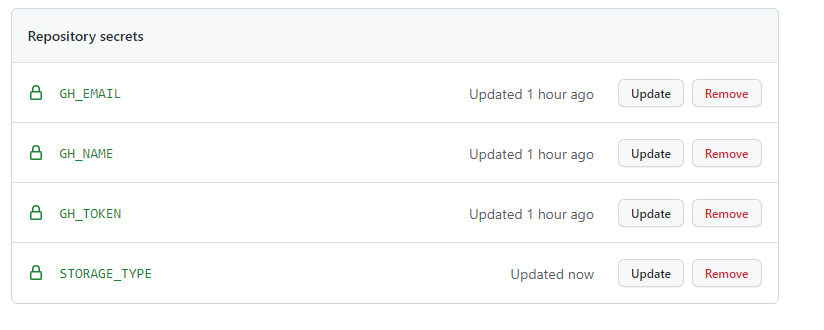 Repository secrets
GH_EMAIL Updated 1 hour ago Update Remove
GH_NAME Updated 1 hour ago Update Remove
GH_TOKEN Updated 1 hour ago Update Remove
STORAGE_TYPE Updated now Update Remove